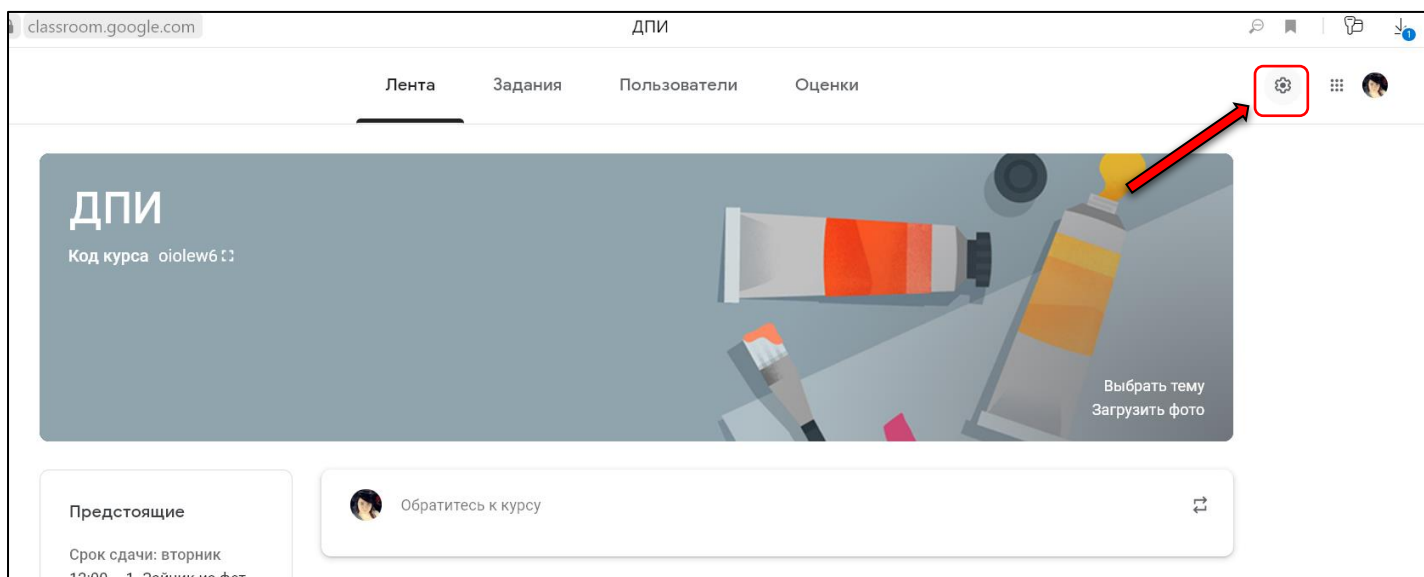 classroom.google.com
ДПИ
1
Лента
Задания
Пользователи
Оценки
ДПИ
Код курса oiolew6
Выбрать тему
Загрузить фото
Предстоящие
Обратитесь к курсу
Срок сдачи: вторник